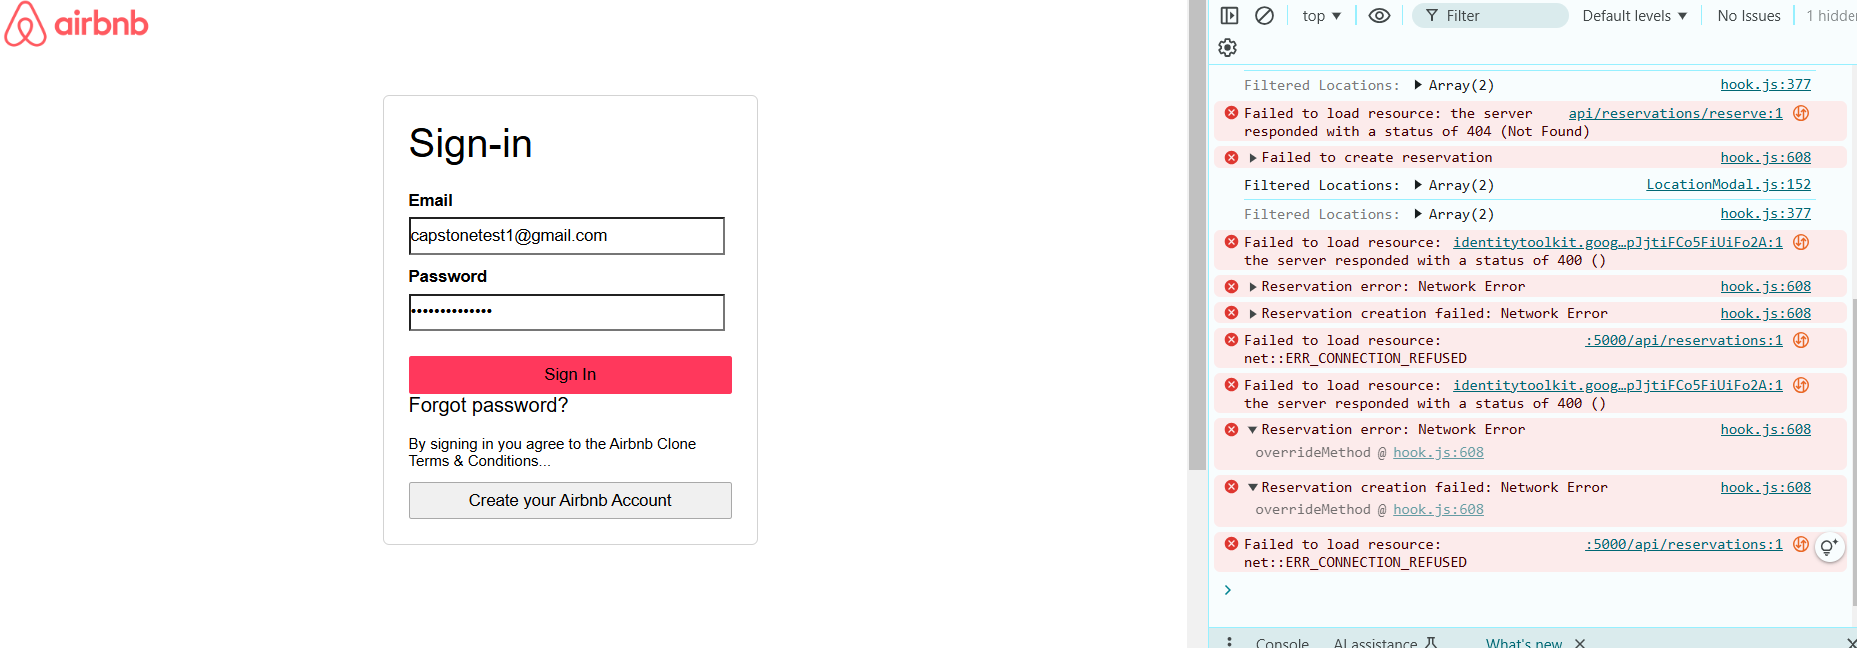 airbnb
Sign-in
Email
capstonetest1@gmail.com
Password
••••••••••••••
Sign In
Forgot password?
By signing in you agree to the Airbnb Clone
Terms & Conditions...
Create your Airbnb Account
top ▼ Filter Default levels ▼ No Issues 1 hidden
Filtered Locations: ▶ Array(2) hook.js:377
Failed to load resource: the server api/reservations/reserve:1
responded with a status of 404 (Not Found)
▶ Failed to create reservation hook.js:608
Filtered Locations: ▶ Array(2) LocationModal.js:152
Filtered Locations: ▶ Array(2) hook.js:377
Failed to load resource: identitytoolkit.goog…pJjtiFCo5FiUiFo2A:1
the server responded with a status of 400 ()
▶ Reservation error: Network Error hook.js:608
▶ Reservation creation failed: Network Error hook.js:608
Failed to load resource: :5000/api/reservations:1
net::ERR_CONNECTION_REFUSED
Failed to load resource: identitytoolkit.goog…pJjtiFCo5FiUiFo2A:1
the server responded with a status of 400 ()
▼ Reservation error: Network Error hook.js:608
overrideMethod @ hook.js:608
▼ Reservation creation failed: Network Error hook.js:608
overrideMethod @ hook.js:608
Failed to load resource: :5000/api/reservations:1
net::ERR_CONNECTION_REFUSED
Console AI assistance What's new